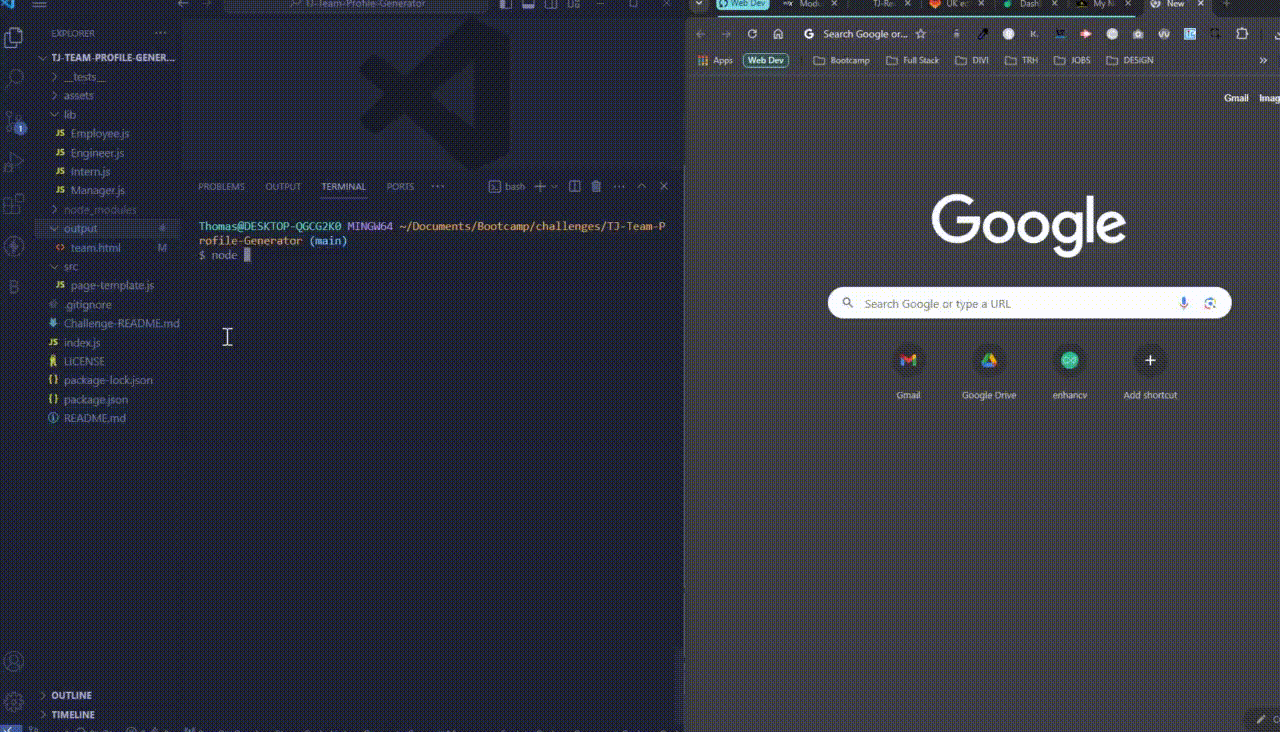 TJ-Team-Profile-Generator
EXPLORER
TJ-TEAM-PROFILE-GENER...
__tests__
assets
lib
JS Employee.js
JS Engineer.js
JS Intern.js
JS Manager.js
node_modules
output
<> team.html M
src
JS page-template.js
.gitignore
Challenge-README.md
JS index.js
LICENSE
{} package-lock.json
{} package.json
README.md
OUTLINE
TIMELINE
1
PROBLEMS OUTPUT TERMINAL PORTS
bash
Thomas@DESKTOP-QGCG2K0 MINGW64 ~/Documents/Bootcamp/challenges/TJ-Team-P
rofile-Generator (main)
$ node
Web Dev
Modu
TJ-Re
UK e
Dash
My N
New
Search Google or...
Apps Web Dev Bootcamp Full Stack DIVI TRH JOBS DESIGN
Gmail Imag
Google
Search Google or type a URL
Gmail Google Drive enhancv Add shortcut